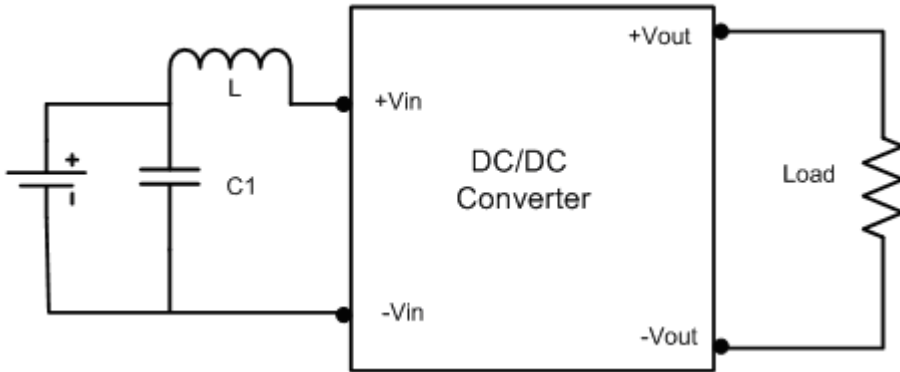 +Vout
L
+Vin
+
C1
DC/DC
Converter
Load
-
-Vin
-Vout